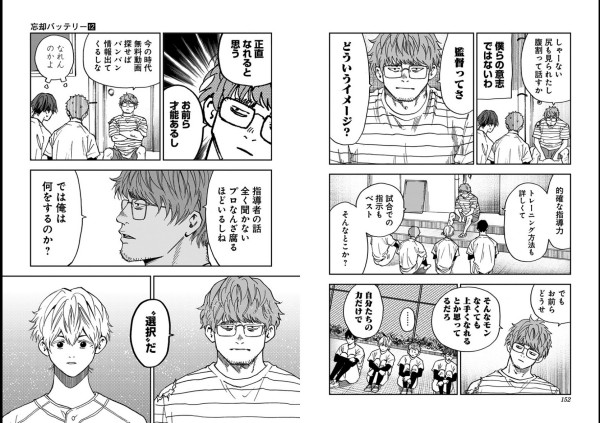 しゃーない
尻も見られたし
腹割って話すか
僕らの意志
ではないわ
監督ってさ
どういうイメージ？
的確な指導力
トレーニング方法も
詳しくて
試合での
指示も
ベスト
そんなとこか？
でも
お前ら
どうせ
そんなモン
なくても
上手くなれる
とか思って
るだろ
………
自分たちの
力だけで
152
忘却バッテリー12
正直
なれると
思う
お前ら
才能あるし
今の時代
無料動画
探せば
バンバン
情報出て
くるしな
なれん
のかよ
指導者の話
全く聞かない
プロなんざ腐る
ほどいるしね
では俺は
何をするのか？
“選択”だ